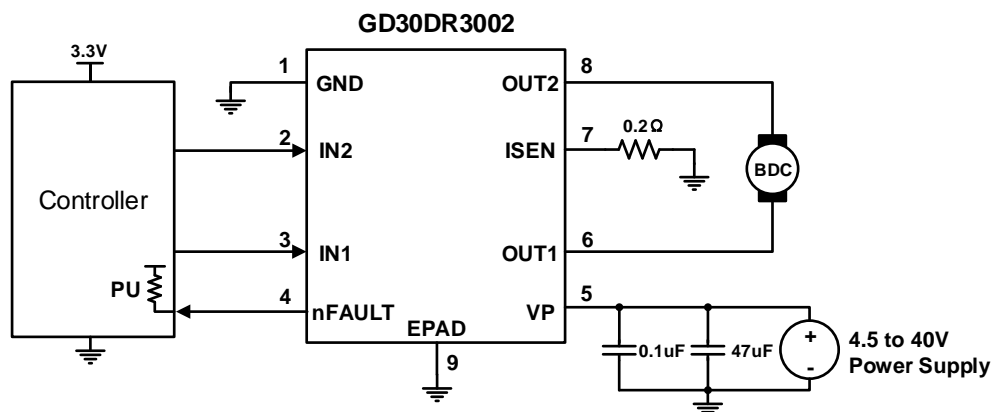 GD30DR3002
3.3V
1
GND
OUT2
8
2
IN2
ISEN
7
0.2Ω
Controller
BDC
3
IN1
OUT1
6
PU
4
nFAULT
VP
5
EPAD
9
0.1uF
47uF
+
-
4.5 to 40V
Power Supply